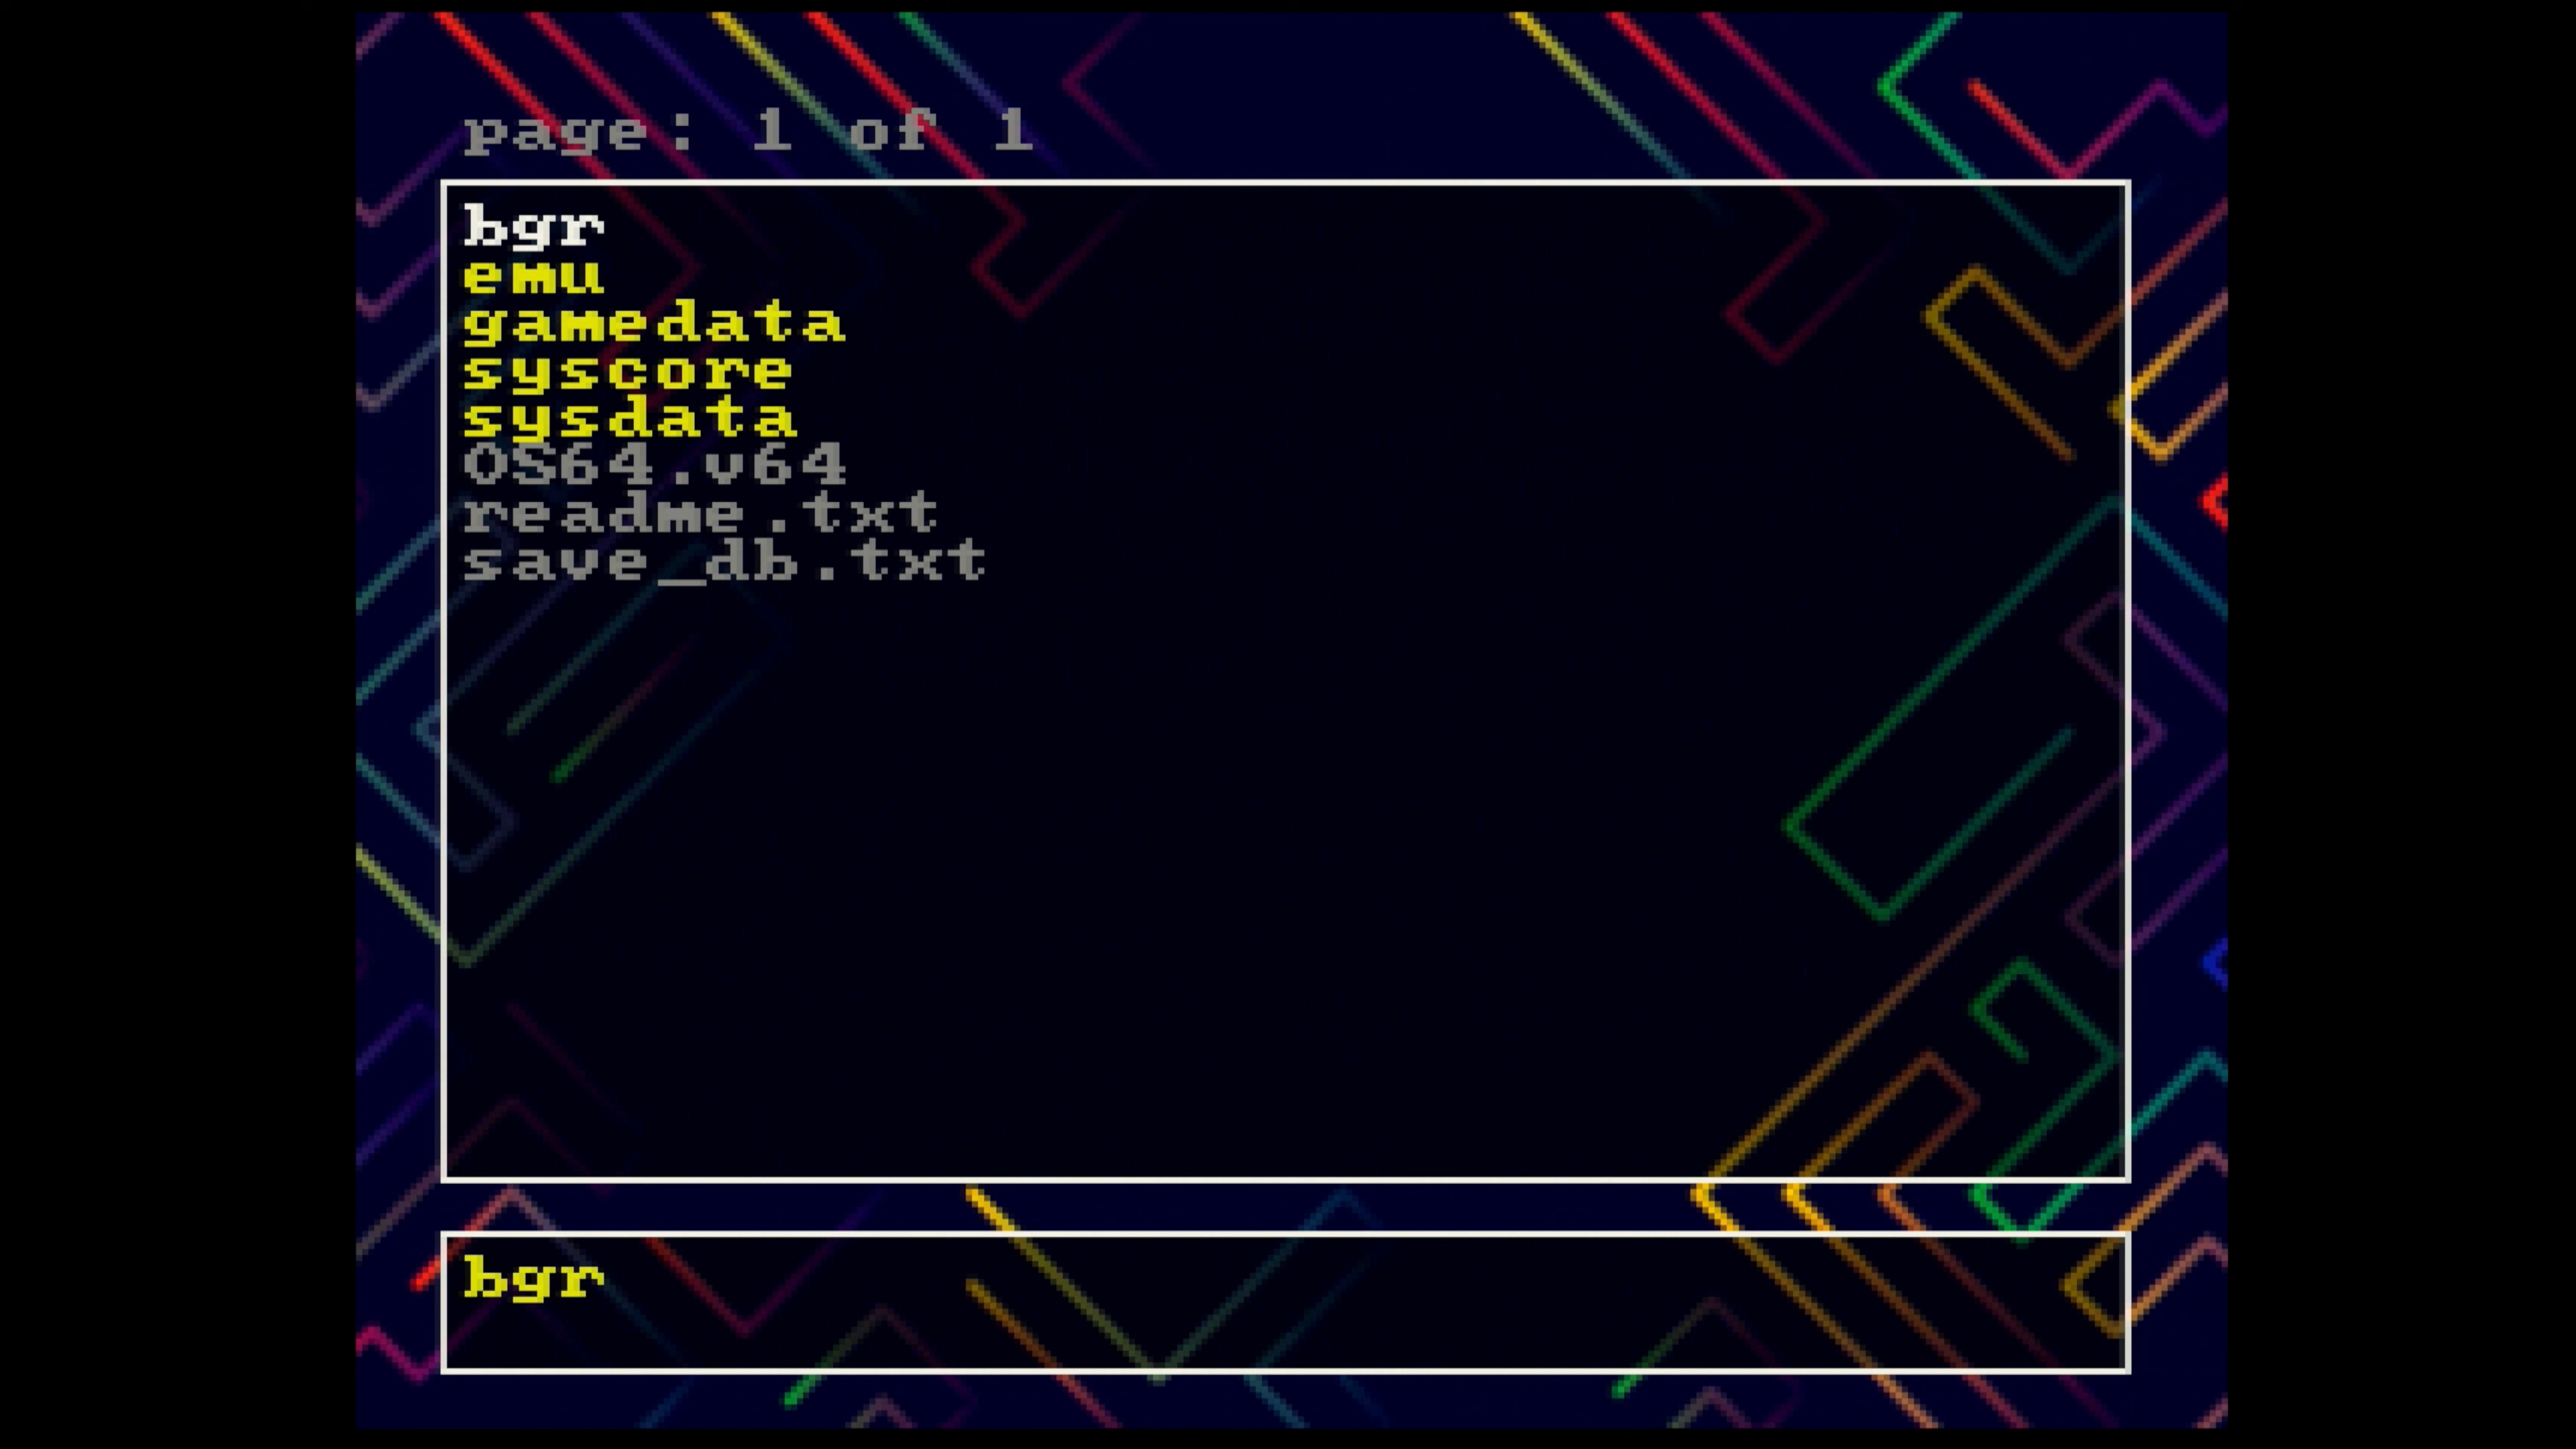 page: 1 of 1
bgr
emu
gamedata
syscore
sysdata
OS64.v64
readme.txt
save_db.txt
bgr